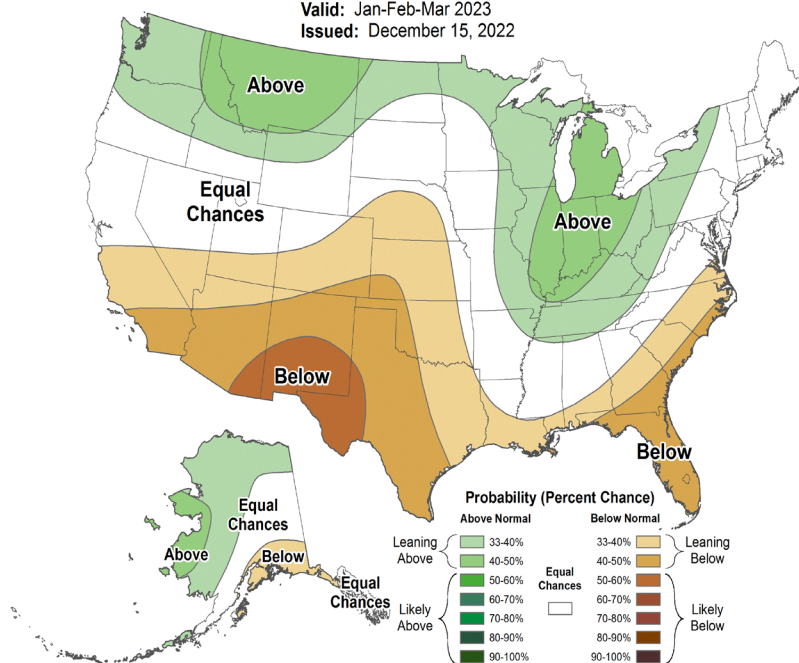 Valid: Jan-Feb-Mar 2023
Issued: December 15, 2022
Above
Equal
Chances
Above
Below
Below
Equal
Chances
Above
Below
Equal
Chances
Probability (Percent Chance)
Above Normal
Below Normal
Leaning
Above
33-40%
40-50%
Likely
Above
50-60%
60-70%
70-80%
80-90%
90-100%
Equal
Chances
33-40%
40-50%
Leaning
Below
50-60%
60-70%
70-80%
80-90%
90-100%
Likely
Below